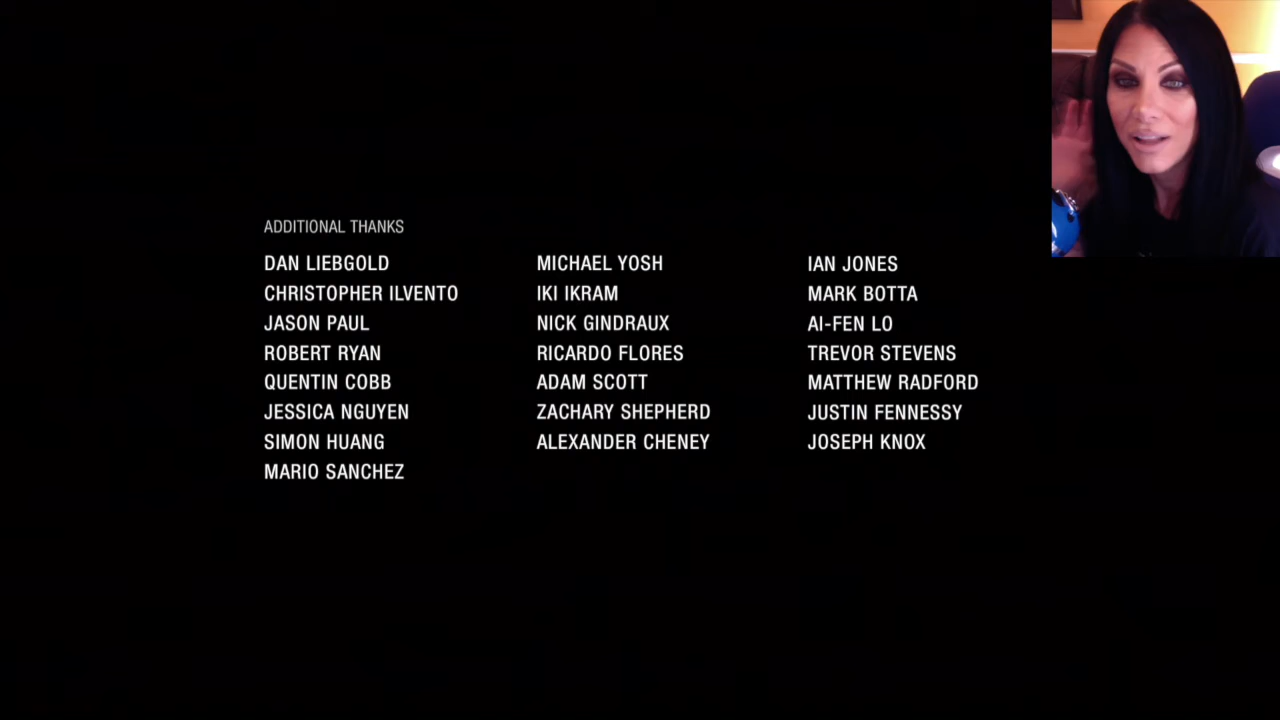 ADDITIONAL THANKS
DAN LIEBGOLD
CHRISTOPHER ILVENTO
JASON PAUL
ROBERT RYAN
QUENTIN COBB
JESSICA NGUYEN
SIMON HUANG
MARIO SANCHEZ
MICHAEL YOSH
IKI IKRAM
NICK GINDRAUX
RICARDO FLORES
ADAM SCOTT
ZACHARY SHEPHERD
ALEXANDER CHENEY
IAN JONES
MARK BOTTA
AI-FEN LO
TREVOR STEVENS
MATTHEW RADFORD
JUSTIN FENNESSY
JOSEPH KNOX